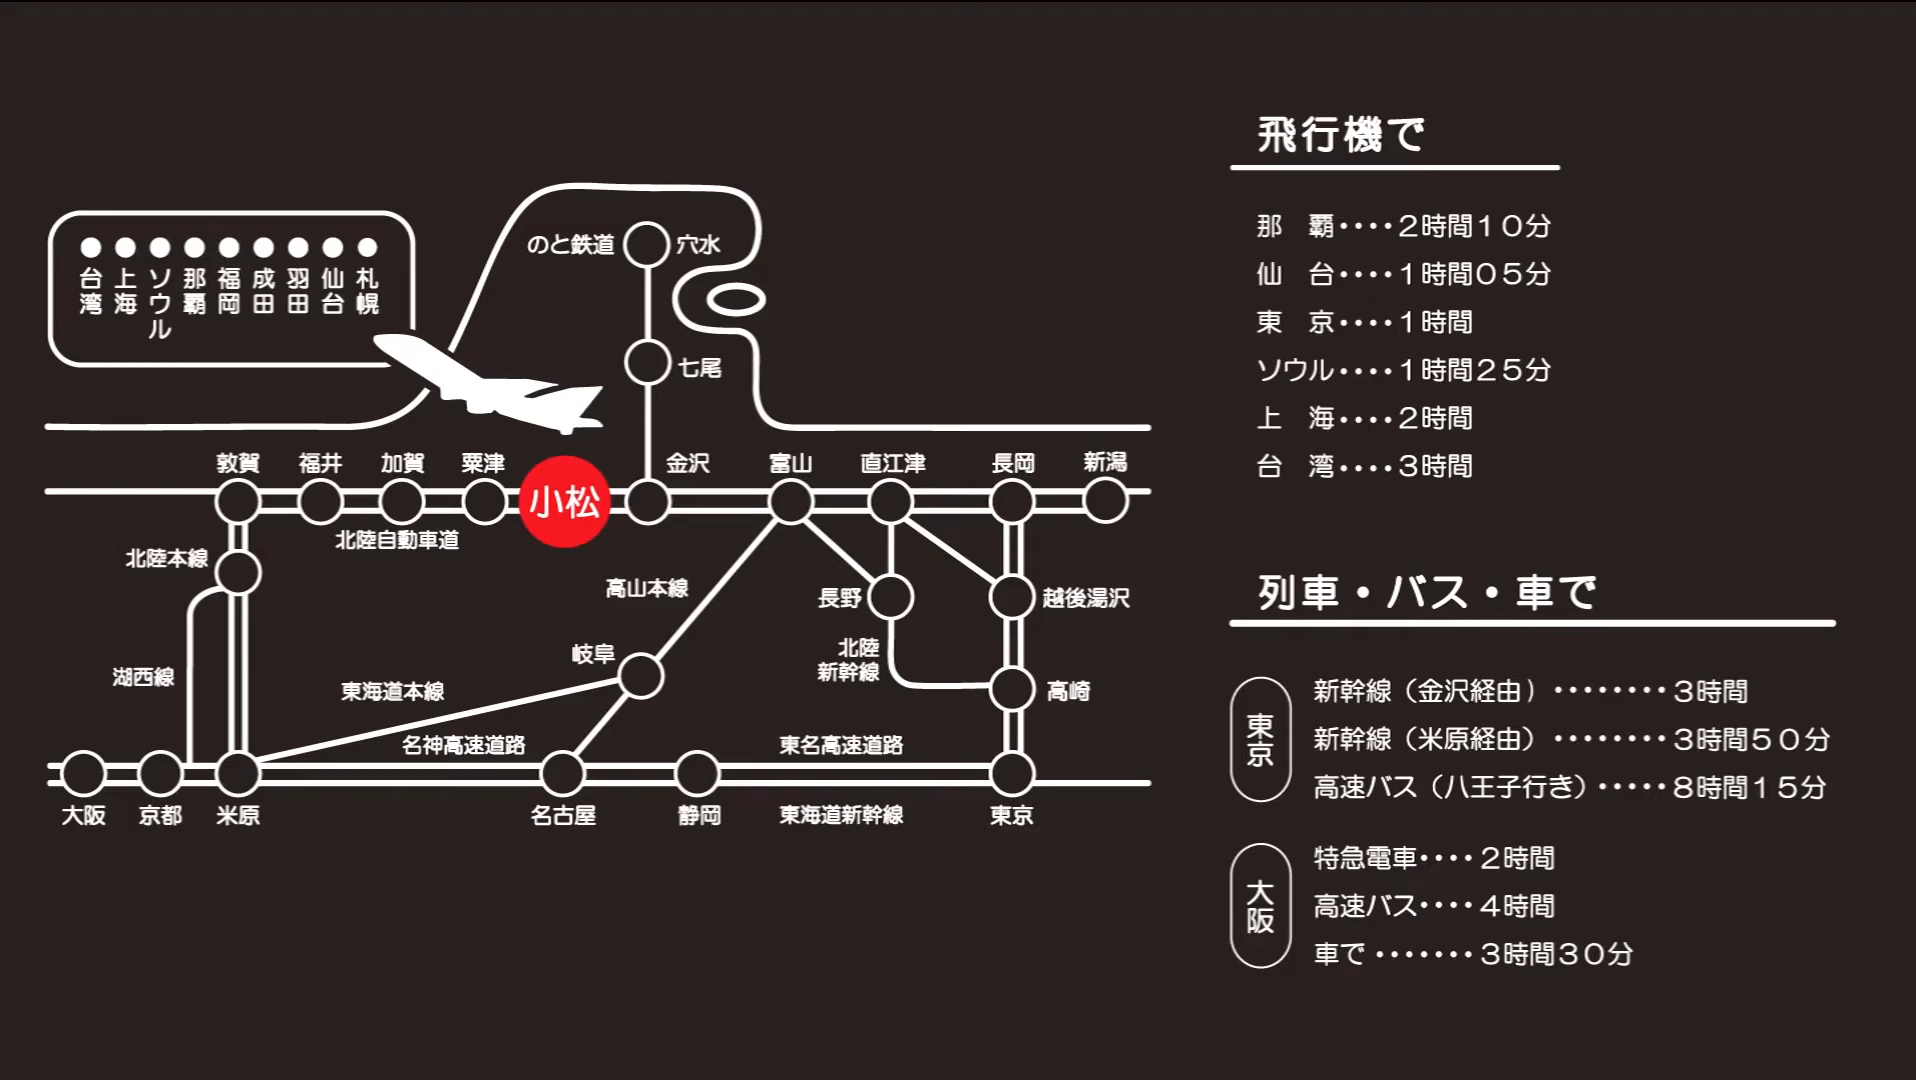 台湾
上海
ソウル
那覇
福岡
成田
羽田
仙台
札幌
のと鉄道
穴水
七尾
敦賀
福井
加賀
粟津
小松
金沢
富山
直江津
長岡
新潟
北陸自動車道
北陸本線
高山本線
長野
越後湯沢
北陸
新幹線
岐阜
湖西線
東海道本線
高崎
名神高速道路
東名高速道路
大阪
京都
米原
名古屋
静岡
東海道新幹線
東京
飛行機で
那　覇････２時間１０分
仙　台････１時間０５分
東　京････１時間
ソウル････１時間２５分
上　海････２時間
台　湾････３時間
列車・バス・車で
東京
新幹線（金沢経由）････････３時間
新幹線（米原経由）････････３時間５０分
高速バス（八王子行き）･････８時間１５分
大阪
特急電車････２時間
高速バス････４時間
車で･･･････３時間３０分